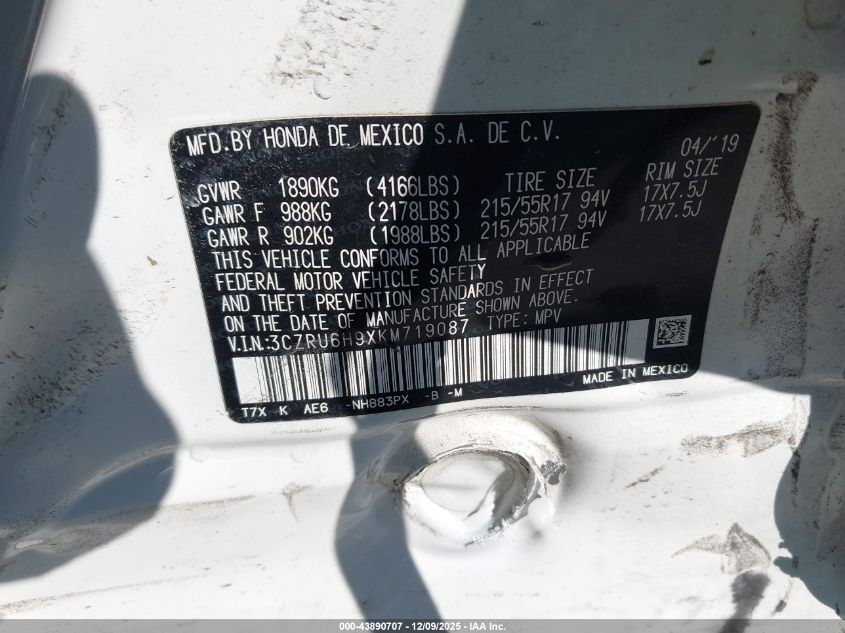 MFD.BY HONDA DE MEXICO S.A. DE C.V. 04/'19
GVWR 1890KG (4166LBS) TIRE SIZE RIM SIZE
GAWR F 988KG (2178LBS) 215/55R17 94V 17X7.5J
GAWR R 902KG (1988LBS) 215/55R17 94V 17X7.5J
THIS VEHICLE CONFORMS TO ALL APPLICABLE
FEDERAL MOTOR VEHICLE SAFETY
AND THEFT PREVENTION STANDARDS IN EFFECT
ON THE DATE OF MANUFACTURE SHOWN ABOVE.
V.I.N.:3CZRU6H9XKM719087 TYPE: MPV
T7X K AE6 -NH883PX -B -M MADE IN MEXICO
000-43890707 - 12/09/2025 - IAA Inc.